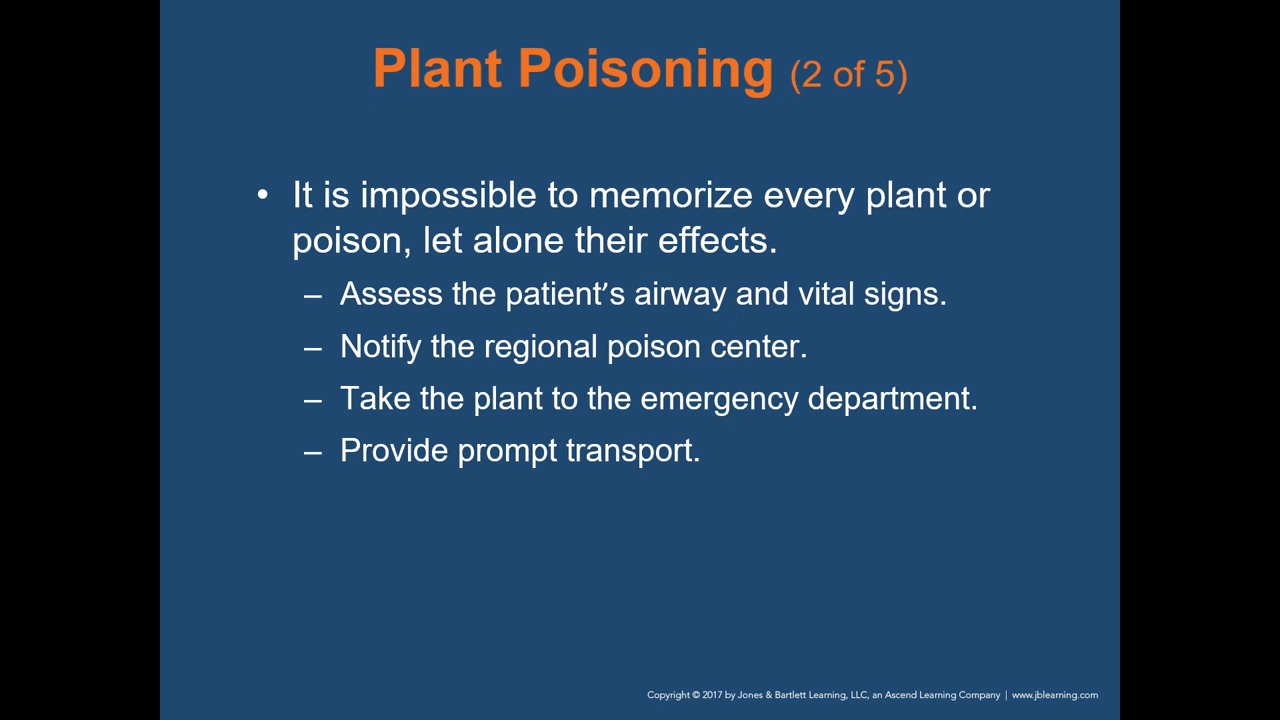 Plant Poisoning (2 of 5)
• It is impossible to memorize every plant or
poison, let alone their effects.
– Assess the patient’s airway and vital signs.
– Notify the regional poison center.
– Take the plant to the emergency department.
– Provide prompt transport.
Copyright © 2017 by Jones & Bartlett Learning, LLC, an Ascend Learning Company | www.jblearning.com